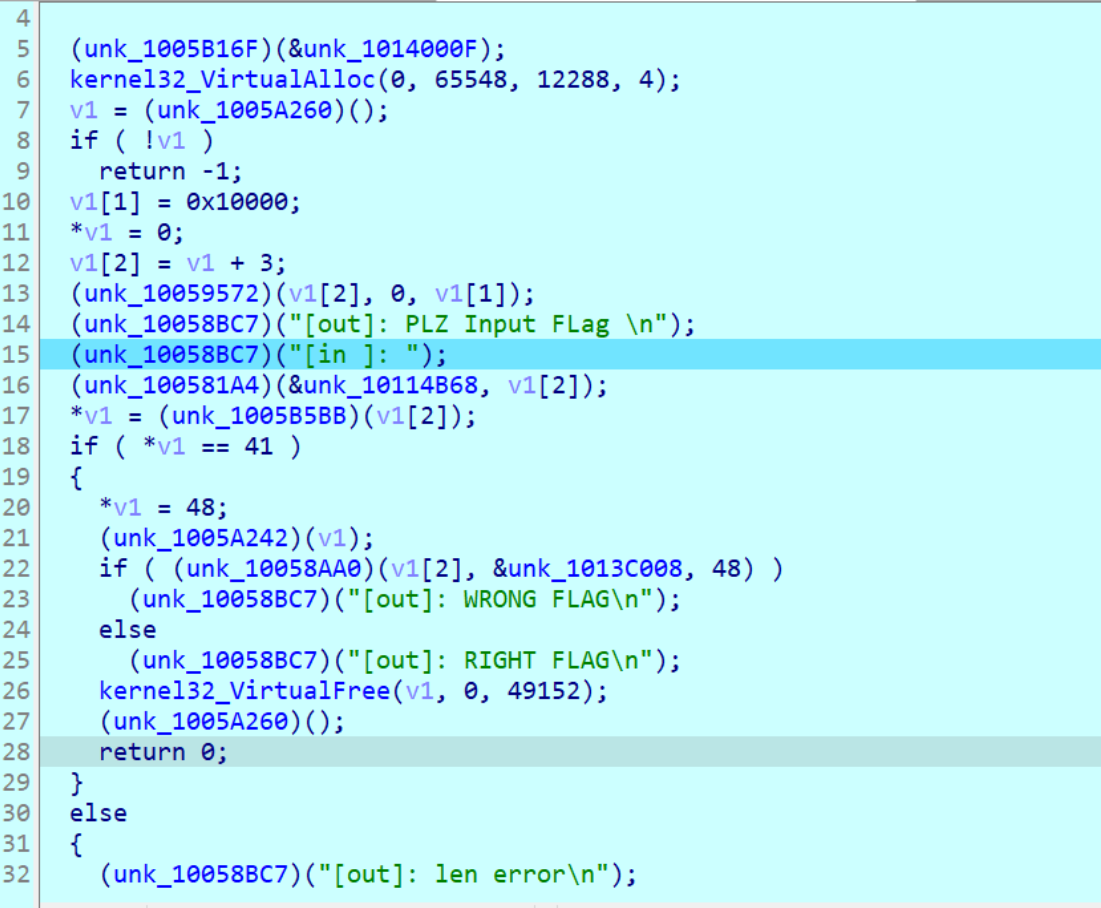 4
5 (unk_1005B16F)(&unk_1014000F);
6 kernel32_VirtualAlloc(0, 65548, 12288, 4);
7 v1 = (unk_1005A260)();
8 if ( !v1 )
9 return -1;
10 v1[1] = 0x10000;
11 *v1 = 0;
12 v1[2] = v1 + 3;
13 (unk_10059572)(v1[2], 0, v1[1]);
14 (unk_10058BC7)("[out]: PLZ Input FLag \n");
15 (unk_10058BC7)("[in ]: ");
16 (unk_100581A4)(&unk_10114B68, v1[2]);
17 *v1 = (unk_1005B5BB)(v1[2]);
18 if ( *v1 == 41 )
19 {
20 *v1 = 48;
21 (unk_1005A242)(v1);
22 if ( (unk_10058AA0)(v1[2], &unk_1013C008, 48) )
23 (unk_10058BC7)("[out]: WRONG FLAG\n");
24 else
25 (unk_10058BC7)("[out]: RIGHT FLAG\n");
26 kernel32_VirtualFree(v1, 0, 49152);
27 (unk_1005A260)();
28 return 0;
29 }
30 else
31 {
32 (unk_10058BC7)("[out]: len error\n");